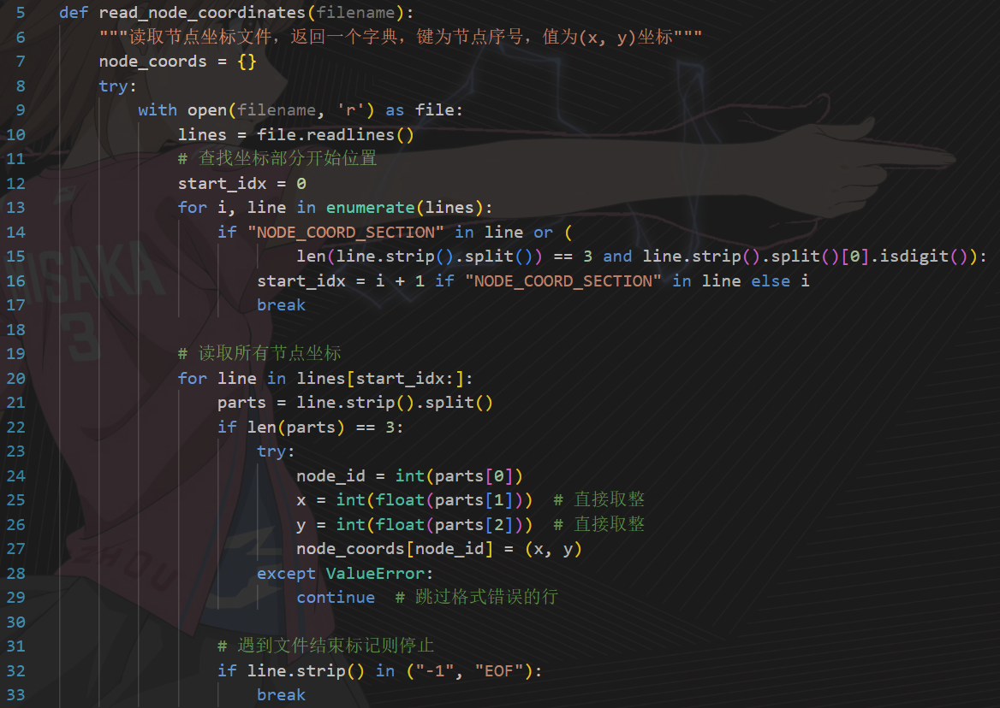 5 def read_node_coordinates(filename):
6 """读取节点坐标文件，返回一个字典，键为节点序号，值为(x, y)坐标"""
7 node_coords = {}
8 try:
9 with open(filename, 'r') as file:
10 lines = file.readlines()
11 # 查找坐标部分开始位置
12 start_idx = 0
13 for i, line in enumerate(lines):
14 if "NODE_COORD_SECTION" in line or (
15 len(line.strip().split()) == 3 and line.strip().split()[0].isdigit()):
16 start_idx = i + 1 if "NODE_COORD_SECTION" in line else i
17 break
18
19 # 读取所有节点坐标
20 for line in lines[start_idx:]:
21 parts = line.strip().split()
22 if len(parts) == 3:
23 try:
24 node_id = int(parts[0])
25 x = int(float(parts[1])) # 直接取整
26 y = int(float(parts[2])) # 直接取整
27 node_coords[node_id] = (x, y)
28 except ValueError:
29 continue # 跳过格式错误的行
30
31 # 遇到文件结束标记则停止
32 if line.strip() in ("-1", "EOF"):
33 break
MISAKA
3
ZHOU